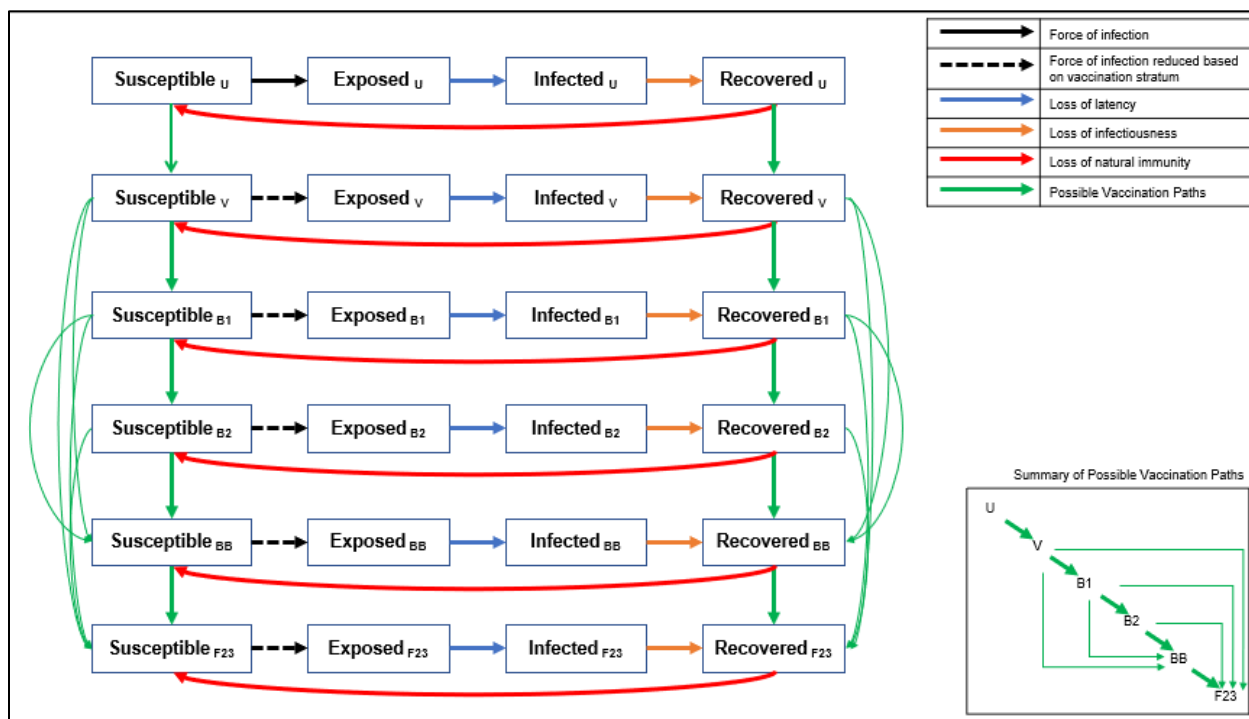 Susceptible U Exposed U Infected U Recovered U
Susceptible V Exposed V Infected V Recovered V
Susceptible B1 Exposed B1 Infected B1 Recovered B1
Susceptible B2 Exposed B2 Infected B2 Recovered B2
Susceptible BB Exposed BB Infected BB Recovered BB
Susceptible F23 Exposed F23 Infected F23 Recovered F23
Force of infection
Force of infection reduced based
on vaccination stratum
Loss of latency
Loss of infectiousness
Loss of natural immunity
Possible Vaccination Paths
Summary of Possible Vaccination Paths
U
V
B1
B2
BB
F23